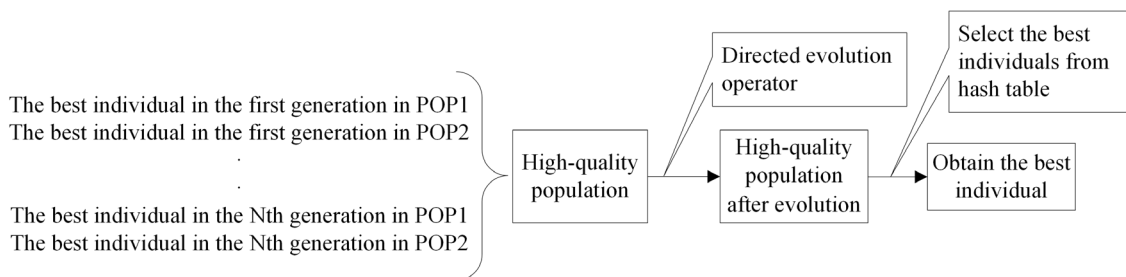 The best individual in the first generation in POP1
The best individual in the first generation in POP2
.
.
The best individual in the Nth generation in POP1
The best individual in the Nth generation in POP2
High-quality
population
Directed evolution
operator
High-quality
population
after evolution
Select the best
individuals from
hash table
Obtain the best
individual